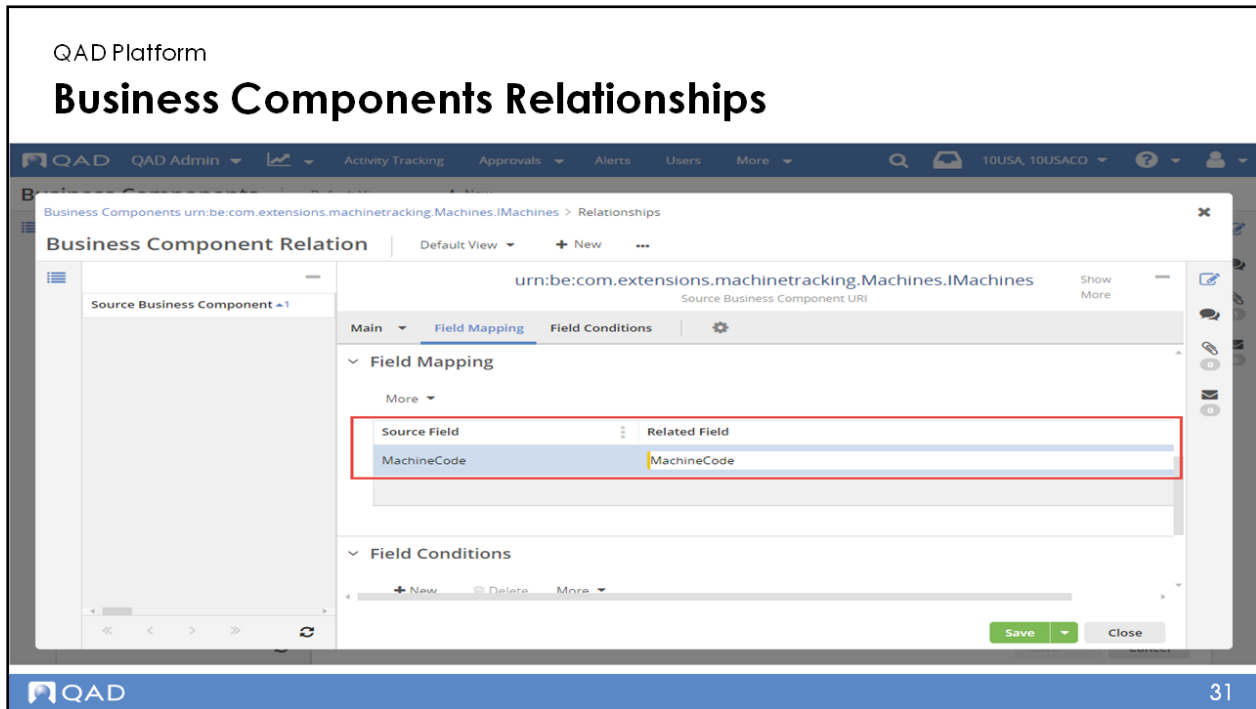 QAD Platform
Business Components Relationships
QAD QAD Admin Activity Tracking Approvals Alerts Users More 10USA, 10USACO
Business Components urn:be:com.extensions.machinetracking.Machines.IMachines > Relationships
Business Component Relation Default View + New ...
urn:be:com.extensions.machinetracking.Machines.IMachines Show More
Source Business Component URI
Source Business Component 1
Main Field Mapping Field Conditions
Field Mapping
More
0
0
Source Field Related Field
MachineCode MachineCode
Field Conditions
+ New Delete More
Save Close
QAD 31